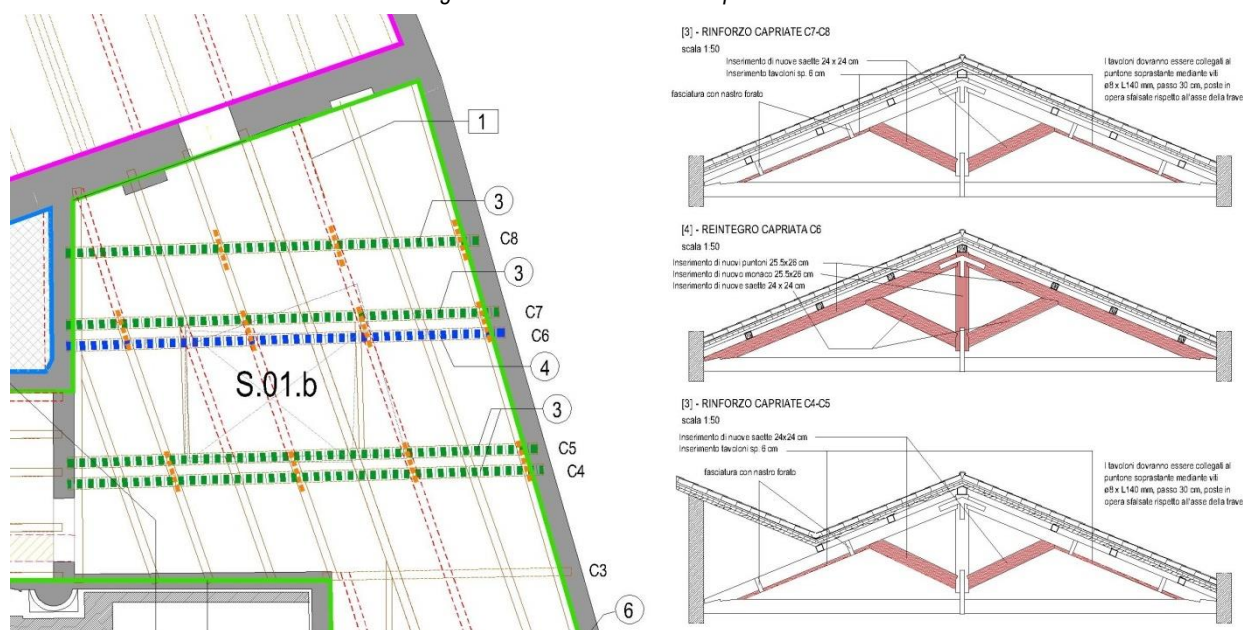 1
3
C8
3
C7
C6
4
S.01.b
3
C5
C4
C3
6
[3] - RINFORZO CAPRIATE C7-C8
scala 1:50
Inserimento di nuove saette 24 x 24 cm
Inserimento tavoloni sp. 6 cm
fasciatura con nastro forato
I tavoloni dovranno essere collegati al
puntone soprastante mediante viti
ø8 x L140 mm, passo 30 cm, poste in
opera sfalsate rispetto all'asse della trave
[4] - REINTEGRO CAPRIATA C6
scala 1:50
Inserimento di nuovi puntoni 25.5x26 cm
Inserimento di nuovo monaco 25.5x26 cm
Inserimento di nuove saette 24 x 24 cm
[3] - RINFORZO CAPRIATE C4-C5
scala 1:50
Inserimento di nuove saette 24x24 cm
Inserimento tavoloni sp. 6 cm
fasciatura con nastro forato
I tavoloni dovranno essere collegati al
puntone soprastante mediante viti
ø8 x L140 mm, passo 30 cm, poste in
opera sfalsate rispetto all'asse della trave